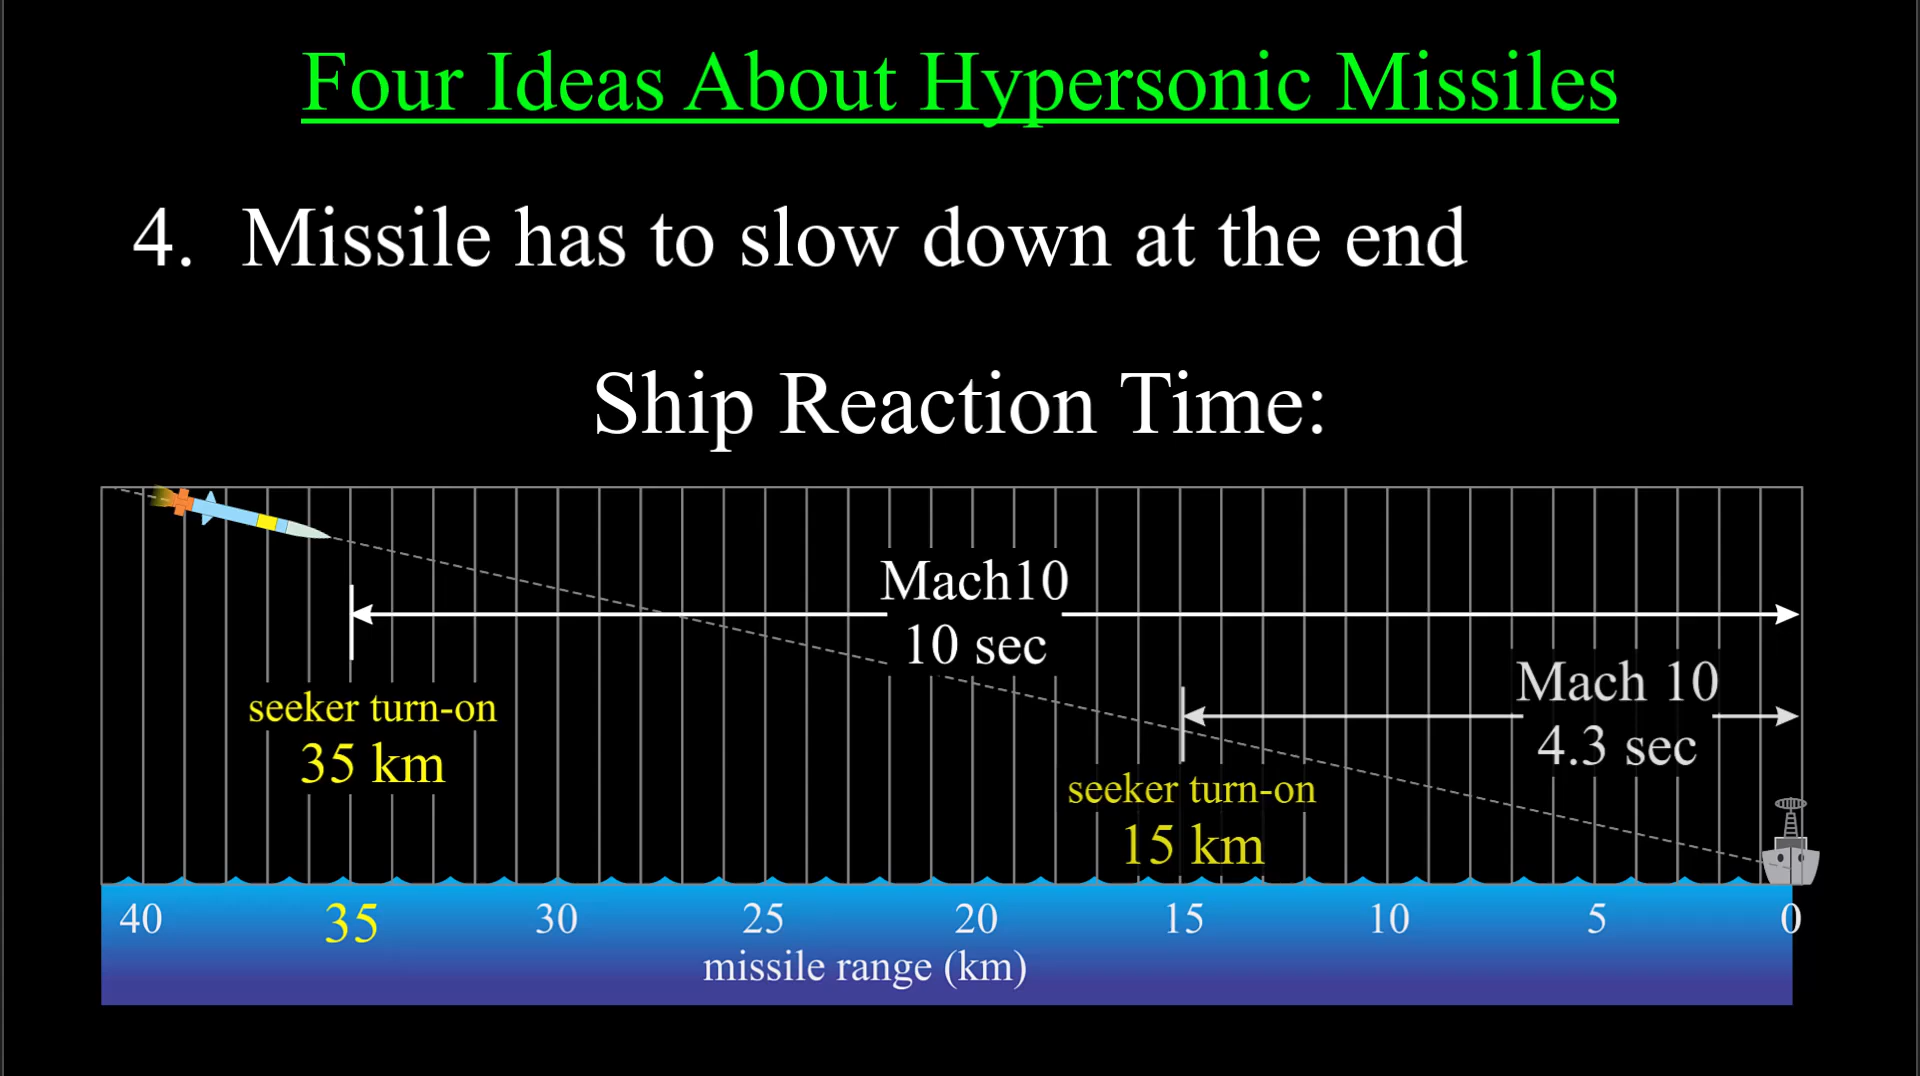 Four Ideas About Hypersonic Missiles
4. Missile has to slow down at the end
Ship Reaction Time:
Mach10
10 sec
Mach 10
4.3 sec
seeker turn-on
35 km
seeker turn-on
15 km
40 35 30 25 20 15 10 5 0
missile range (km)